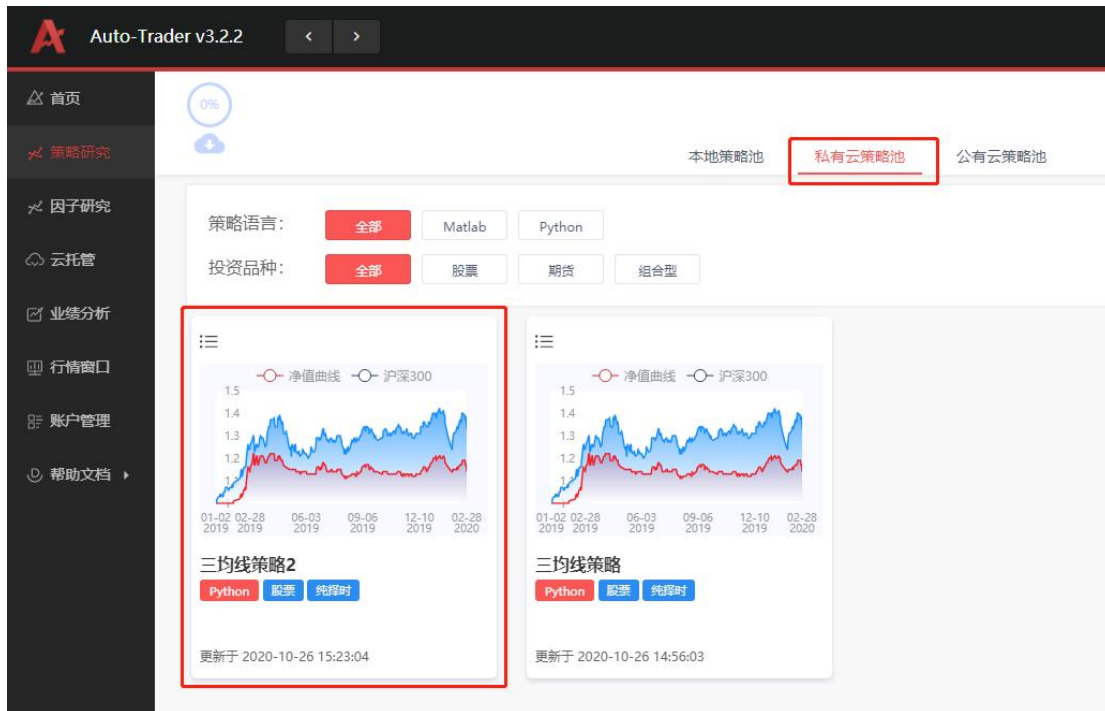 Auto-Trader v3.2.2
首页
策略研究
因子研究
云托管
业绩分析
行情窗口
账户管理
帮助文档
0%
本地策略池 私有云策略池 公有云策略池
策略语言: 全部 Matlab Python
投资品种: 全部 股票 期货 组合型
净值曲线 沪深300
1.5
1.4
1.3
1.2
1.1
01-02 2019 02-28 2019 06-03 2019 09-06 2019 12-10 2019 02-28 2020
三均线策略2
Python 股票 纯择时
更新于 2020-10-26 15:23:04
净值曲线 沪深300
1.5
1.4
1.3
1.2
1.1
01-02 2019 02-28 2019 06-03 2019 09-06 2019 12-10 2019 02-28 2020
三均线策略
Python 股票 纯择时
更新于 2020-10-26 14:56:03